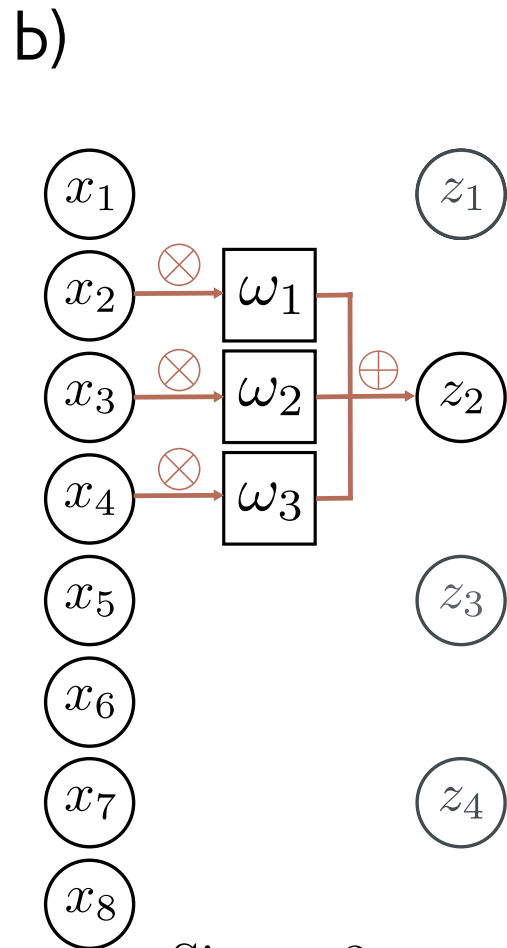 b)
x₁ z₁
x₂ ⊗ ω₁
x₃ ⊗ ω₂ ⊕ z₂
x₄ ⊗ ω₃
x₅ z₃
x₆
x₇ z₄
x₈